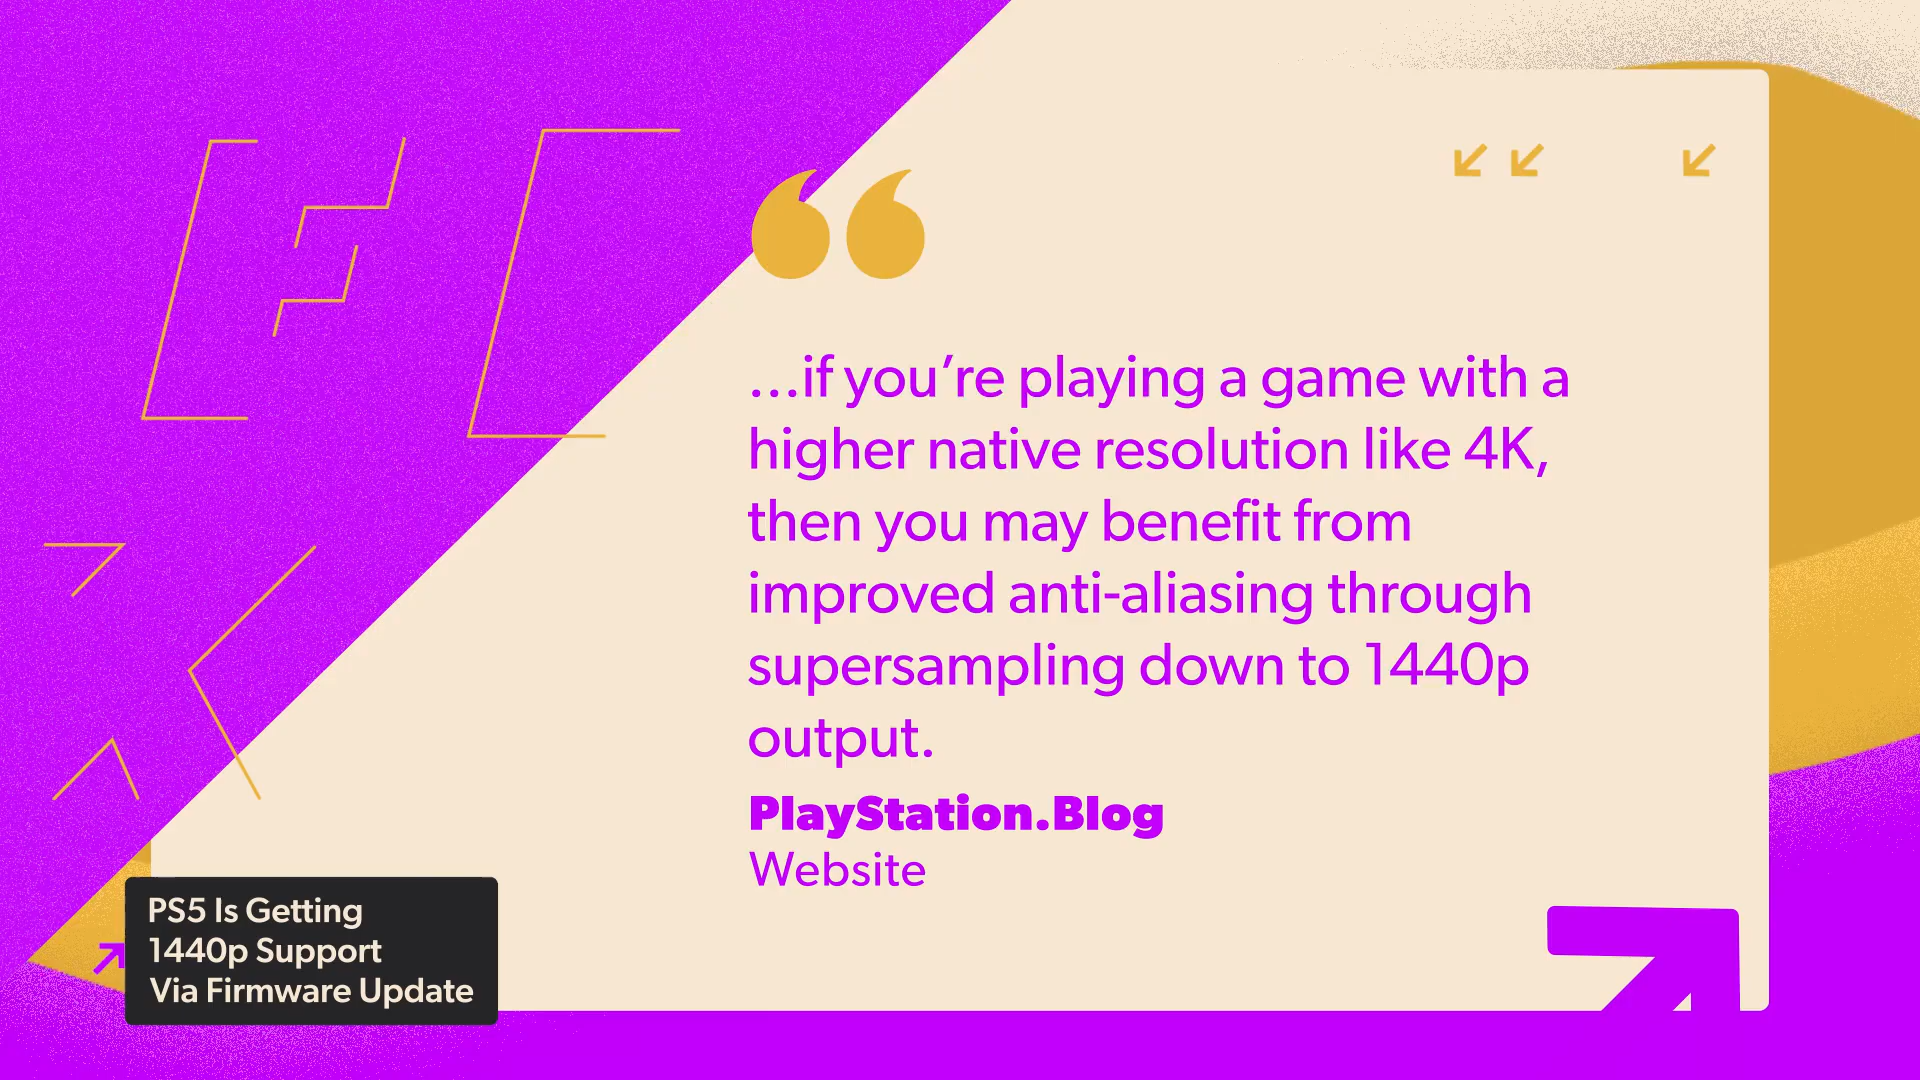 …if you’re playing a game with a
higher native resolution like 4K,
then you may benefit from
improved anti-aliasing through
supersampling down to 1440p
output.
PlayStation.Blog
Website
PS5 Is Getting
1440p Support
Via Firmware Update